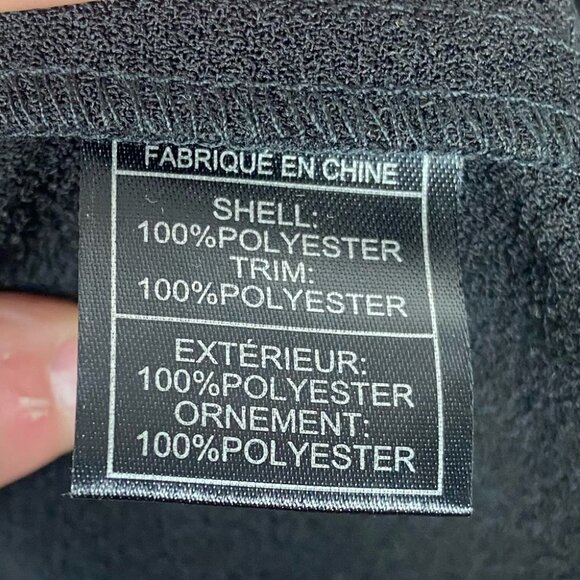 FABRIQUÉ EN CHINE
SHELL:
100%POLYESTER
TRIM:
100%POLYESTER
EXTÉRIEUR:
100%POLYESTER
ORNEMENT:
100%POLYESTER